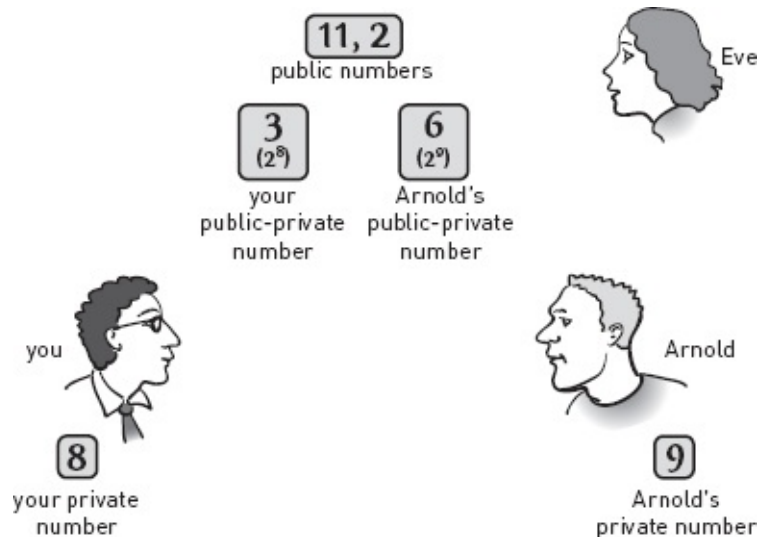 11, 2
public numbers
Eve
3
(2⁸)
6
(2⁹)
your
public-private
number
Arnold's
public-private
number
you
Arnold
8
your private
number
9
Arnold's
private number